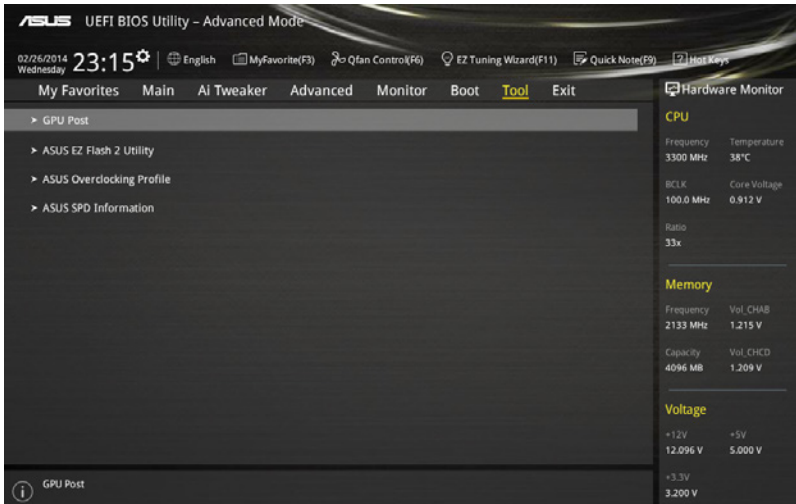 ASUS UEFI BIOS Utility – Advanced Mode
02/26/2014
Wednesday
23:15
English
MyFavorite(F3)
Qfan Control(F6)
EZ Tuning Wizard(F11)
Quick Note(F9)
? Hot Keys
My Favorites Main Ai Tweaker Advanced Monitor Boot Tool Exit
> GPU Post
> ASUS EZ Flash 2 Utility
> ASUS Overclocking Profile
> ASUS SPD Information
GPU Post
Hardware Monitor
CPU
Frequency Temperature
3300 MHz 38°C
BCLK Core Voltage
100.0 MHz 0.912 V
Ratio
33x
Memory
Frequency Vol_CHAB
2133 MHz 1.215 V
Capacity Vol_CHCD
4096 MB 1.209 V
Voltage
+12V +5V
12.096 V 5.000 V
+3.3V
3.200 V